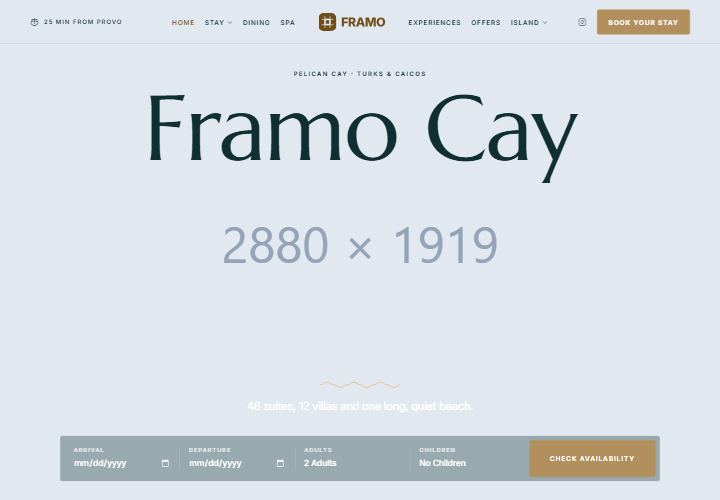 25 MIN FROM PROVO
HOME STAY DINING SPA
FRAMO
EXPERIENCES OFFERS ISLAND
BOOK YOUR STAY
PELICAN CAY · TURKS & CAICOS
Framo Cay
2880 × 1919
48 suites, 12 villas and one long, quiet beach.
ARRIVAL
mm/dd/yyyy
DEPARTURE
mm/dd/yyyy
ADULTS
2 Adults
CHILDREN
No Children
CHECK AVAILABILITY